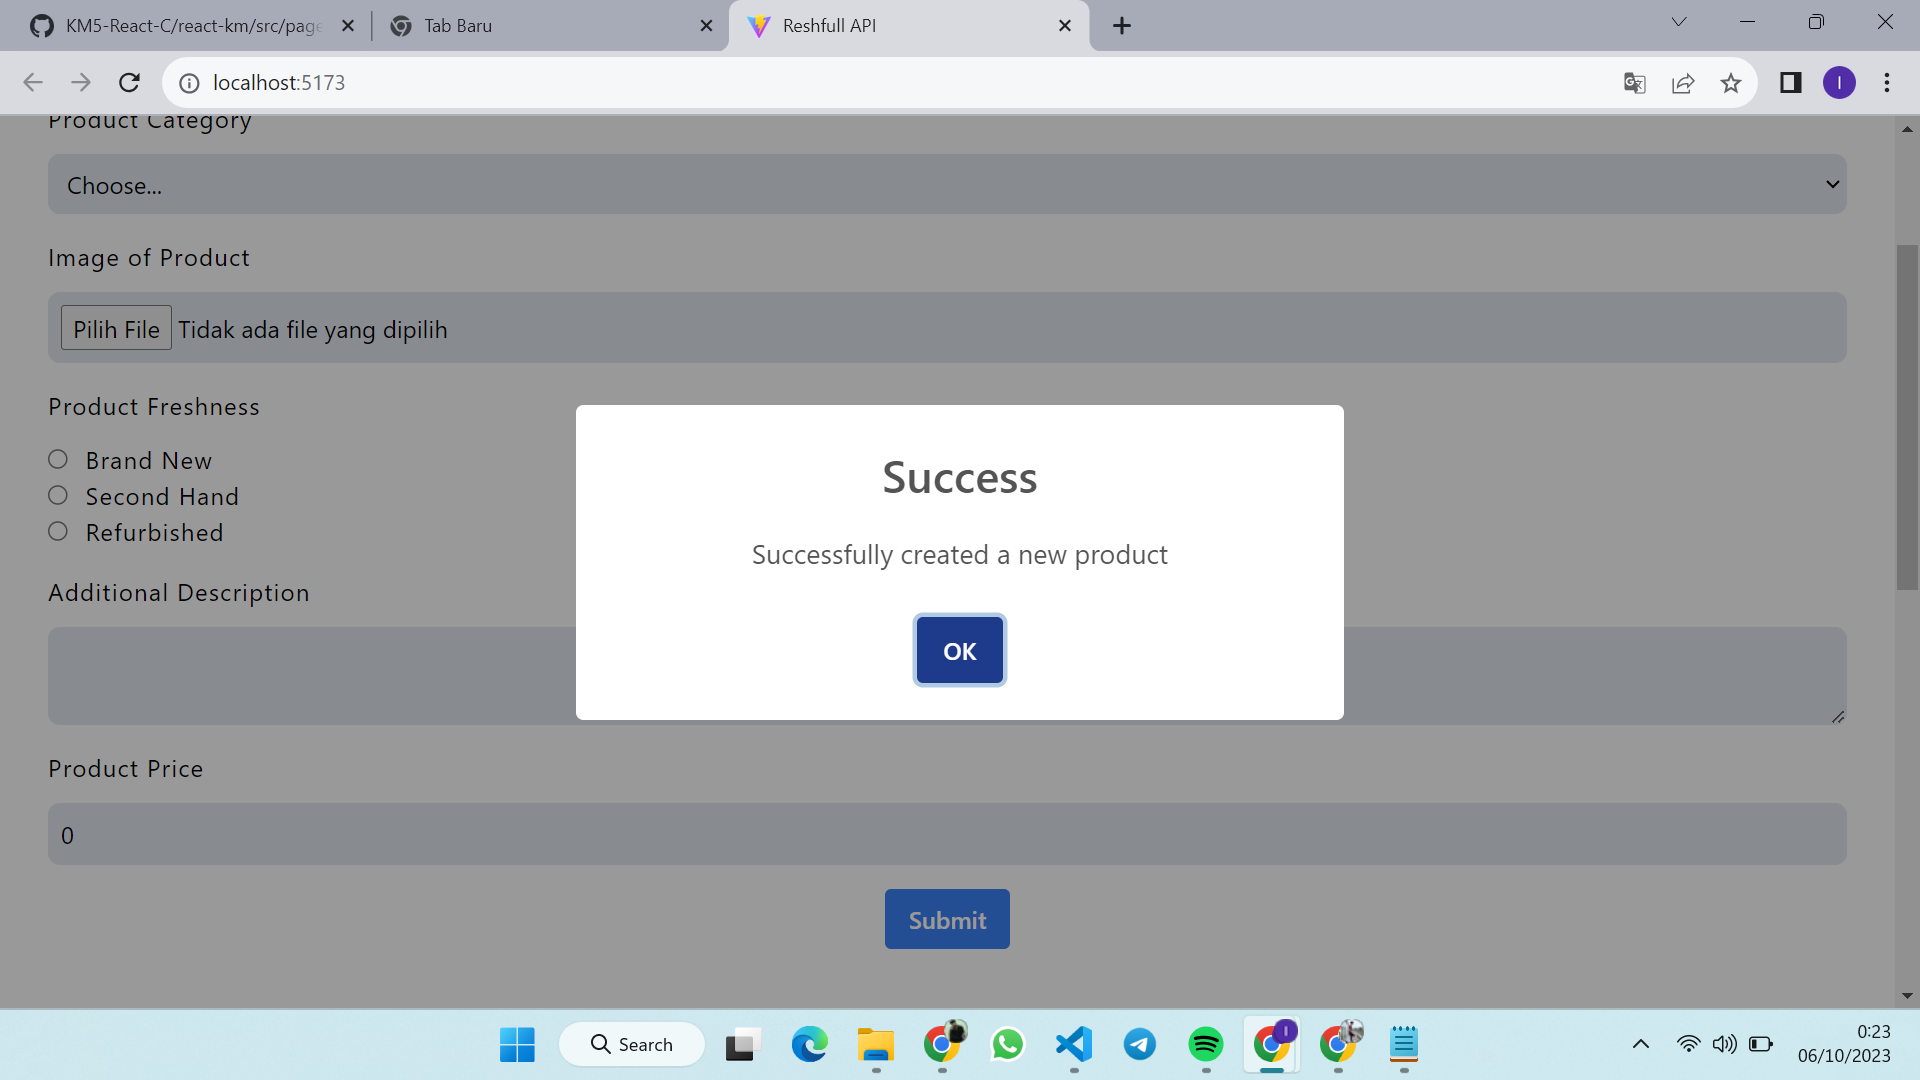 KM5-React-C/react-km/src/page
Tab Baru
Reshfull API
localhost:5173
I
Product Category
Choose...
Image of Product
Pilih File Tidak ada file yang dipilih
Product Freshness
Brand New
Second Hand
Refurbished
Additional Description
Product Price
0
Submit
Success
Successfully created a new product
OK
Search
I
0:23
06/10/2023